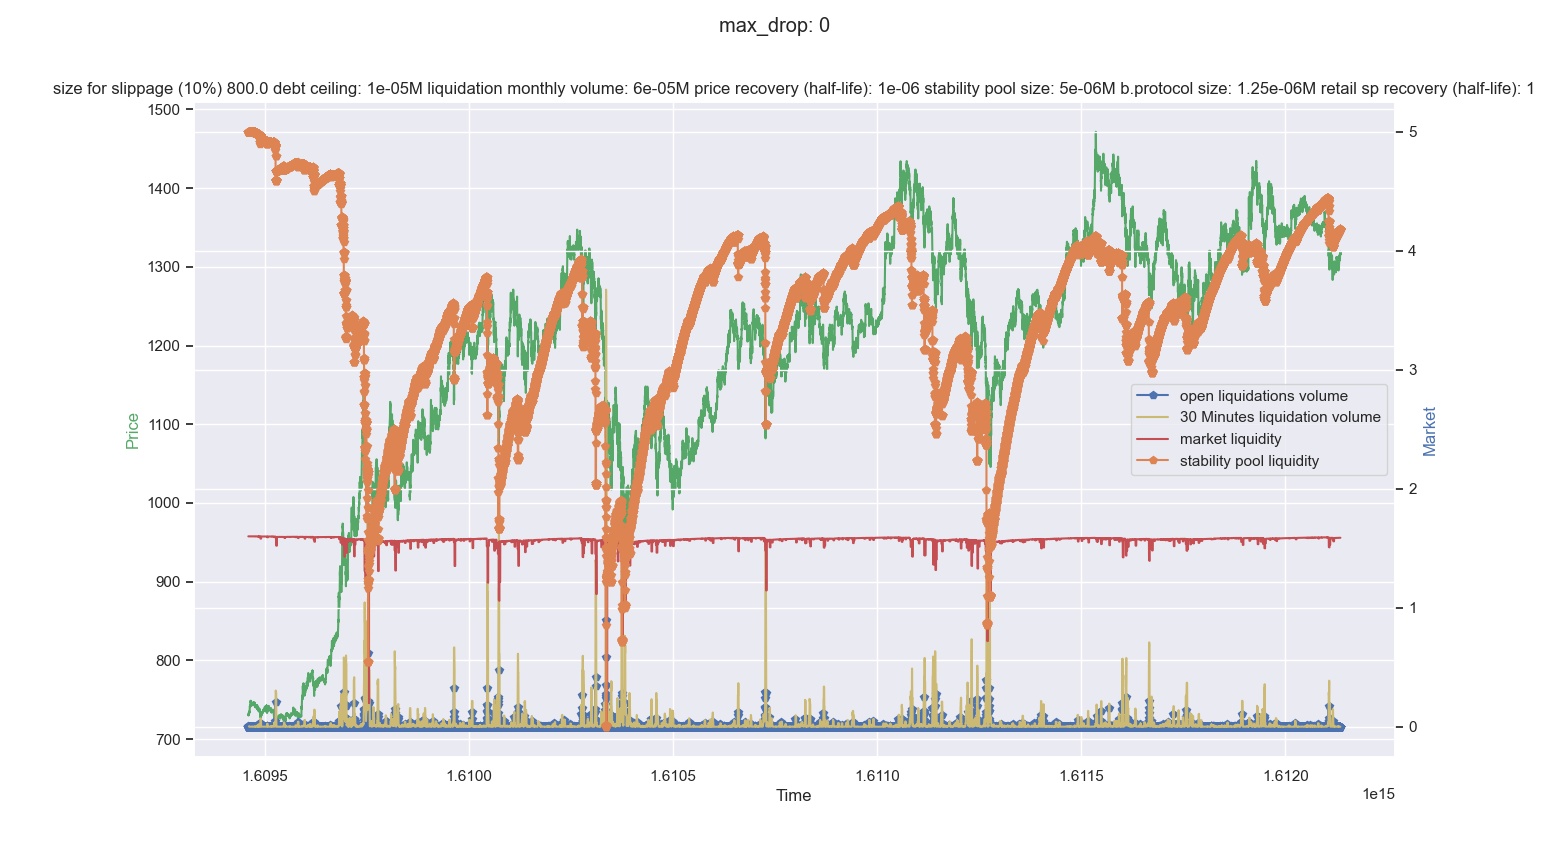 max_drop: 0
size for slippage (10%) 800.0 debt ceiling: 1e-05M liquidation monthly volume: 6e-05M price recovery (half-life): 1e-06 stability pool size: 5e-06M b.protocol size: 1.25e-06M retail sp recovery (half-life): 1
1500
1400
1300
1200
1100
1000
900
800
700
Price
5
4
3
2
1
0
Market
open liquidations volume
30 Minutes liquidation volume
market liquidity
stability pool liquidity
1.6095 1.6100 1.6105 1.6110 1.6115 1.6120
Time
1e15